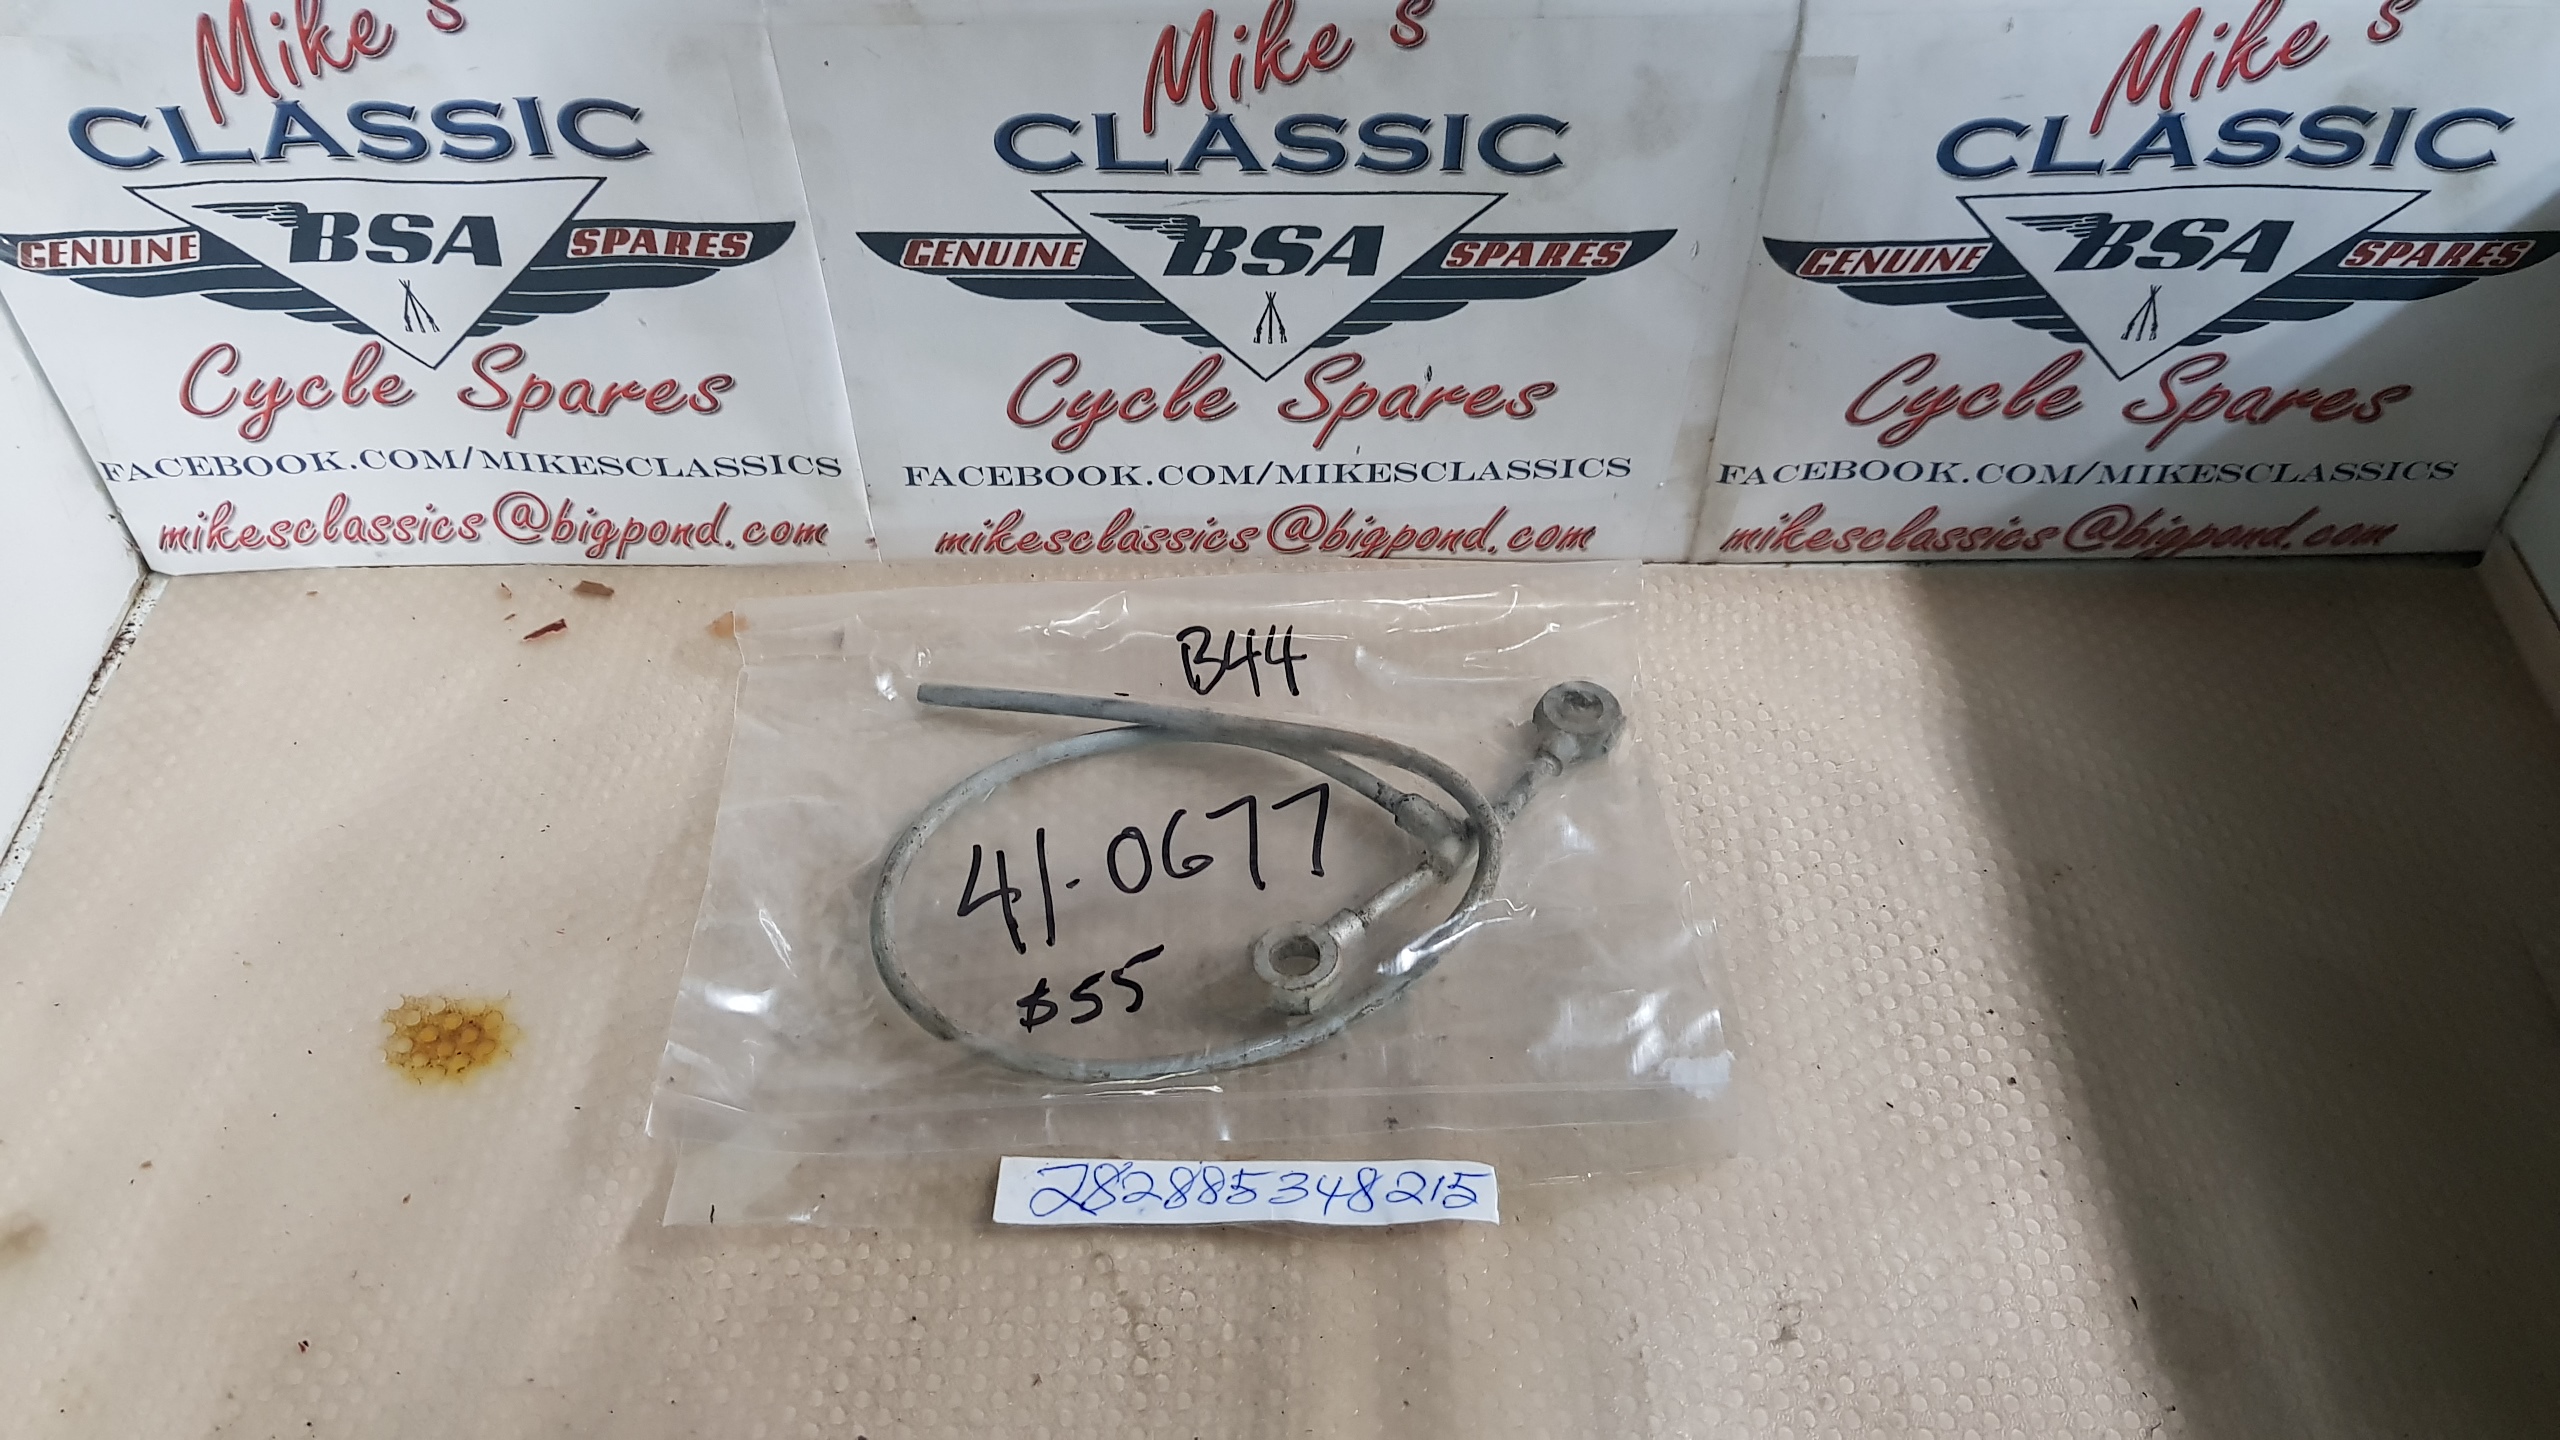 Mike's
CLASSIC
GENUINE BSA SPARES
Cycle Spares
FACEBOOK.COM/MIKESCLASSICS
mikesclassics@bigpond.com
Mike's
CLASSIC
GENUINE BSA SPARES
Cycle Spares
FACEBOOK.COM/MIKESCLASSICS
mikesclassics@bigpond.com
Mike's
CLASSIC
GENUINE BSA SPARES
Cycle Spares
FACEBOOK.COM/MIKESCLASSICS
mikesclassics@bigpond.com
B44
41-0677
$55
282885348215